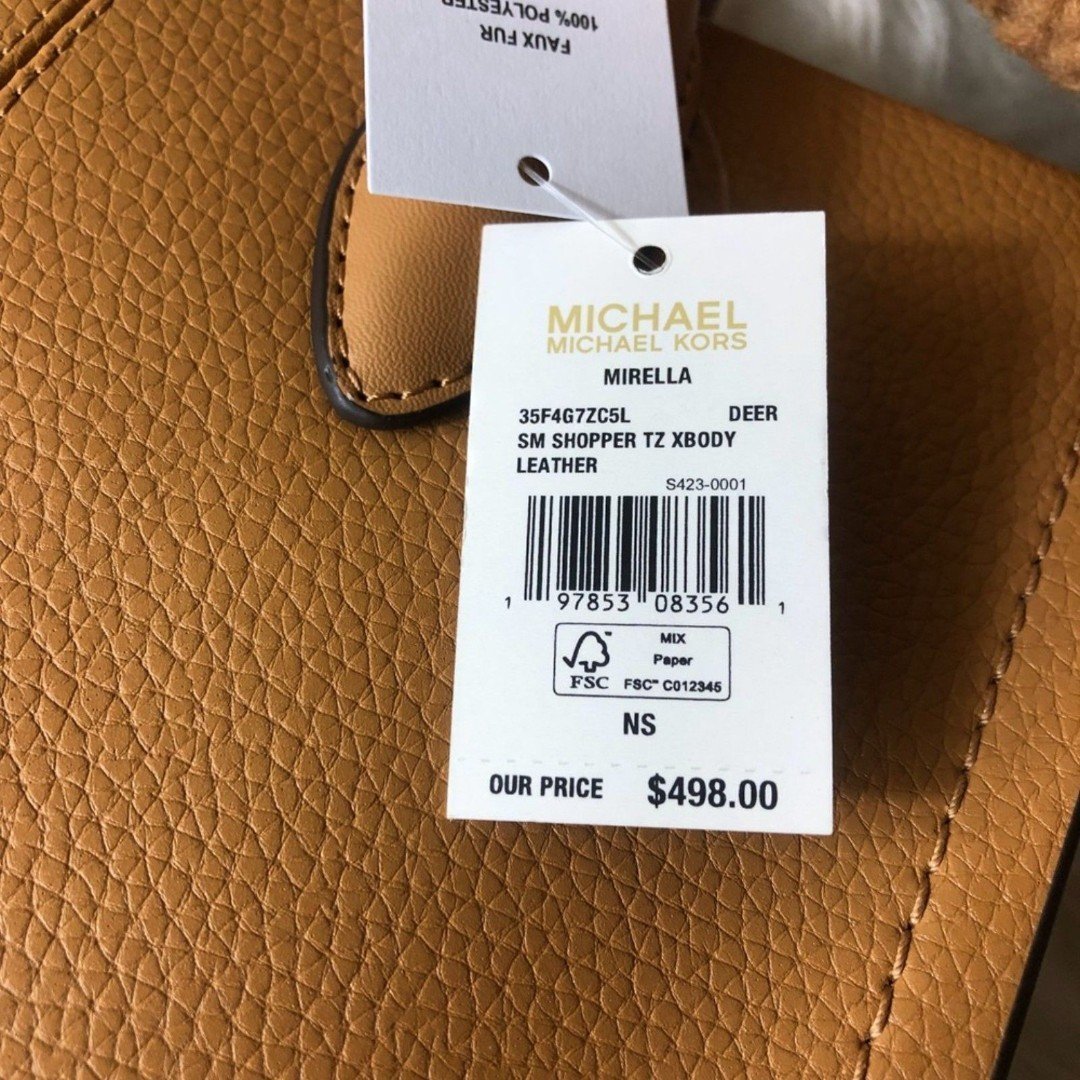 FAUX FUR
100% POLYESTER
MICHAEL
MICHAEL KORS
MIRELLA
35F4G7ZC5L DEER
SM SHOPPER TZ XBODY
LEATHER
S423-0001
1 97853 08356 1
FSC™
MIX
Paper
FSC™ C012345
NS
OUR PRICE $498.00